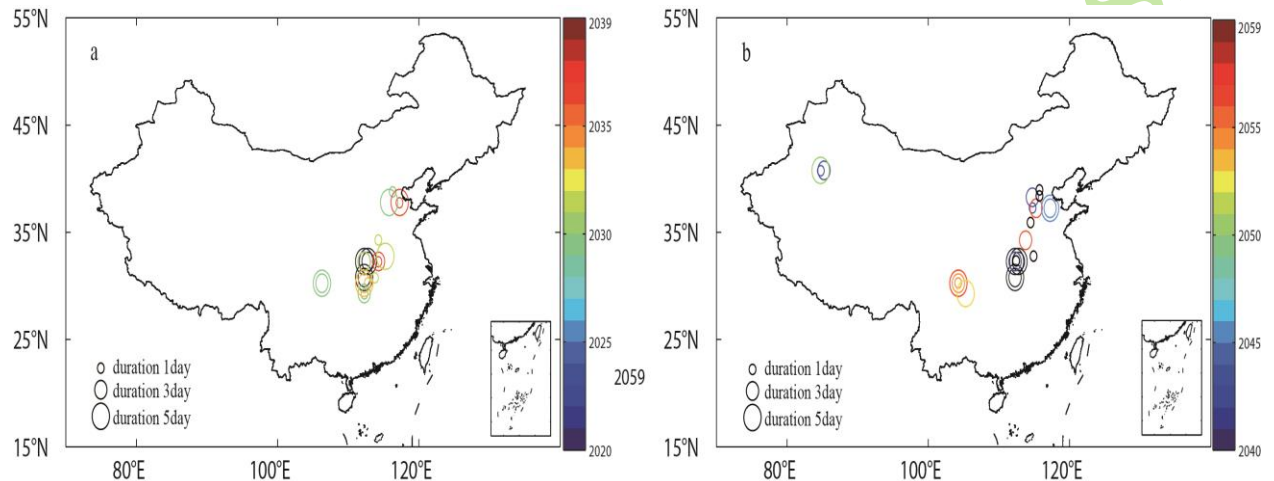 a
55°N
45°N
35°N
25°N
15°N
80°E
100°E
120°E
duration 1day
duration 3day
duration 5day
2039
2035
2030
2025
2020
2059
b
55°N
45°N
35°N
25°N
15°N
80°E
100°E
120°E
duration 1day
duration 3day
duration 5day
2059
2055
2050
2045
2040